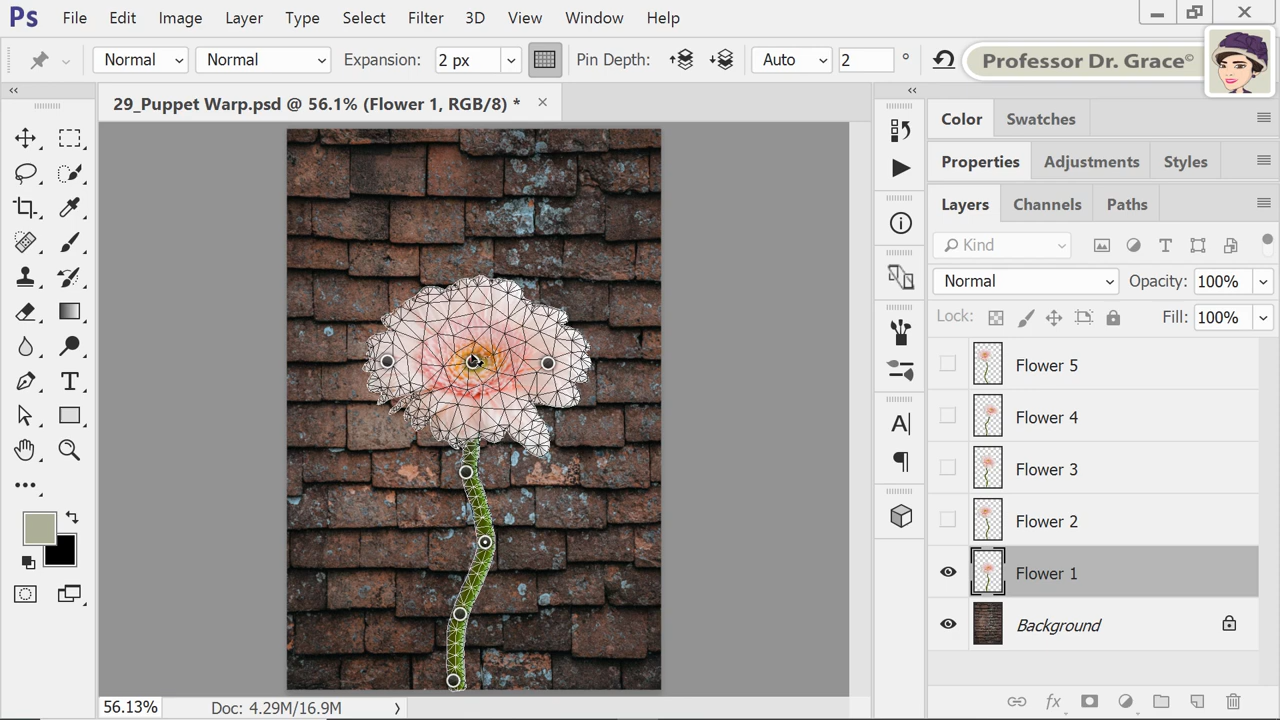 Ps File Edit Image Layer Type Select Filter 3D View Window Help
Normal Normal Expansion: 2 px Pin Depth: Auto 2 ° Professor Dr. Grace©
29_Puppet Warp.psd @ 56.1% (Flower 1, RGB/8) *
Color Swatches
Properties Adjustments Styles
Layers Channels Paths
Kind
Normal Opacity: 100%
Lock: Fill: 100%
Flower 5
Flower 4
Flower 3
Flower 2
Flower 1
Background
56.13% Doc: 4.29M/16.9M